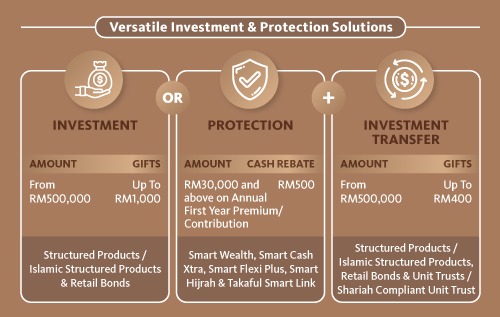 Versatile Investment & Protection Solutions
INVESTMENT
AMOUNT GIFTS
From Up To
RM500,000 RM1,000
Structured Products /
Islamic Structured Products
& Retail Bonds
OR
PROTECTION
AMOUNT CASH REBATE
RM30,000 and RM500
above on Annual
First Year Premium/
Contribution
Smart Wealth, Smart Cash
Xtra, Smart Flexi Plus, Smart
Hijrah & Takaful Smart Link
+
INVESTMENT
TRANSFER
AMOUNT GIFTS
From Up To
RM500,000 RM400
Structured Products /
Islamic Structured Products,
Retail Bonds & Unit Trusts /
Shariah Compliant Unit Trust